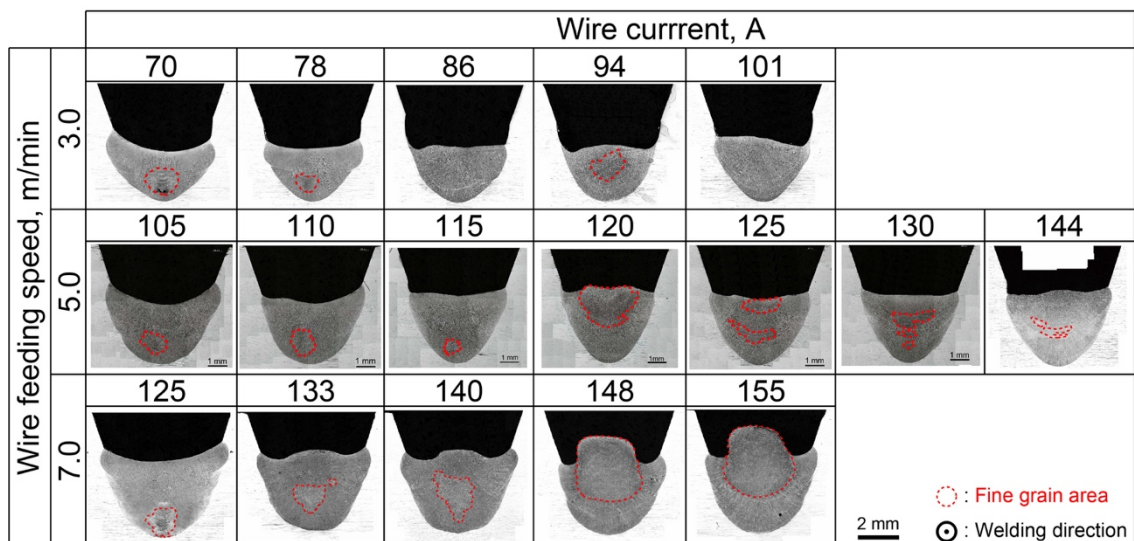 Wire currrent, A
Wire feeding speed, m/min
3.0
70 78 86 94 101
5.0
105 110 115 120 125 130 144
1 mm 1 mm 1 mm 1mm 1 mm 1 mm
7.0
125 133 140 148 155
: Fine grain area
2 mm : Welding direction